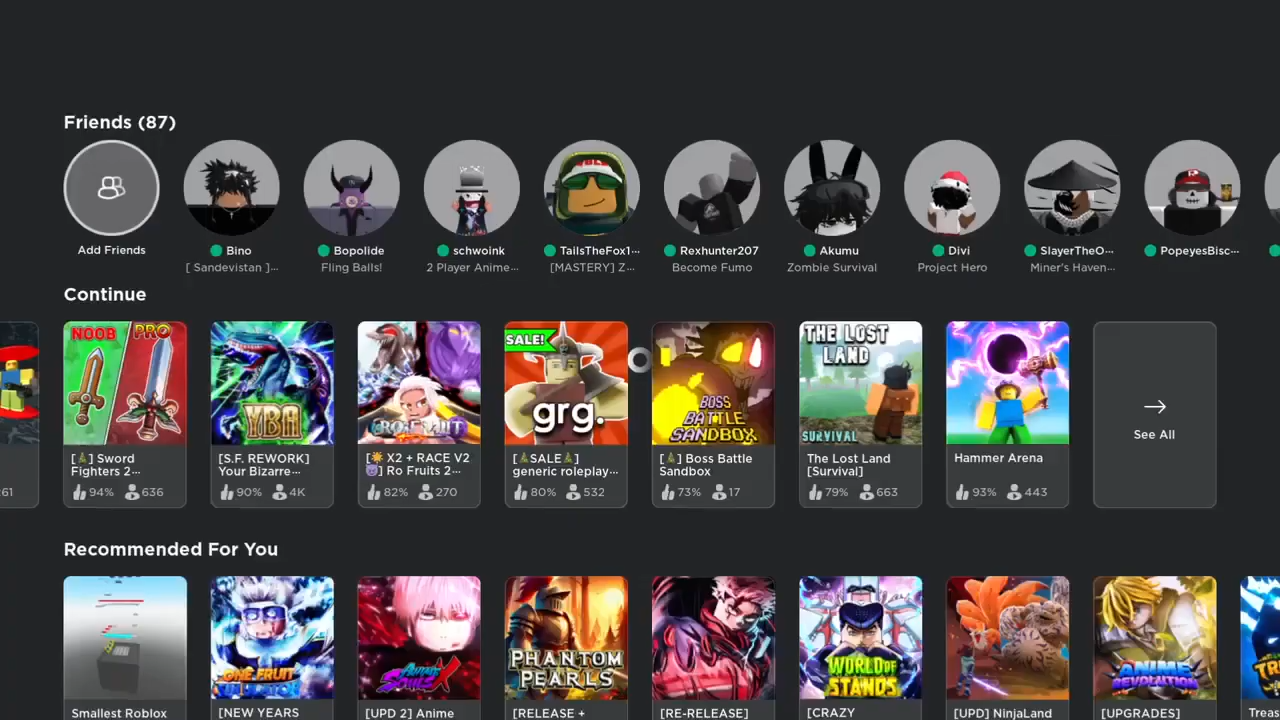 Friends (87)
Add Friends
Bino
Bopolide
schwoink
TailsTheFox1...
Rexhunter207
Akumu
Divi
SlayerTheO...
PopeyesBisc...
[ Sandevistan ]...
Fling Balls!
2 Player Anime...
[MASTERY] Z...
Become Fumo
Zombie Survival
Project Hero
Miner's Haven...
Continue
NOOB PRO
YBA
SALE!
grg.
BOSS
BATTLE
SANDBOX
THE LOST
LAND
SURVIVAL
See All
[🎄] Sword
Fighters 2...
[S.F. REWORK]
Your Bizarre...
[☀️ X2 + RACE V2
😈] Ro Fruits 2...
[🎄SALE🎄]
generic roleplay...
[🎄] Boss Battle
Sandbox
The Lost Land
[Survival]
Hammer Arena
261
94% 636
90% 4K
82% 270
80% 532
73% 17
79% 663
93% 443
Recommended For You
ONE FRUIT
PHANTOM
PEARLS
WORLD OF
STANDS
ANIME
REVOLUTION
Smallest Roblox
[NEW YEARS
[UPD 2] Anime
[RELEASE +
[RE-RELEASE]
[CRAZY
[UPD] NinjaLand
[UPGRADES]
Treas